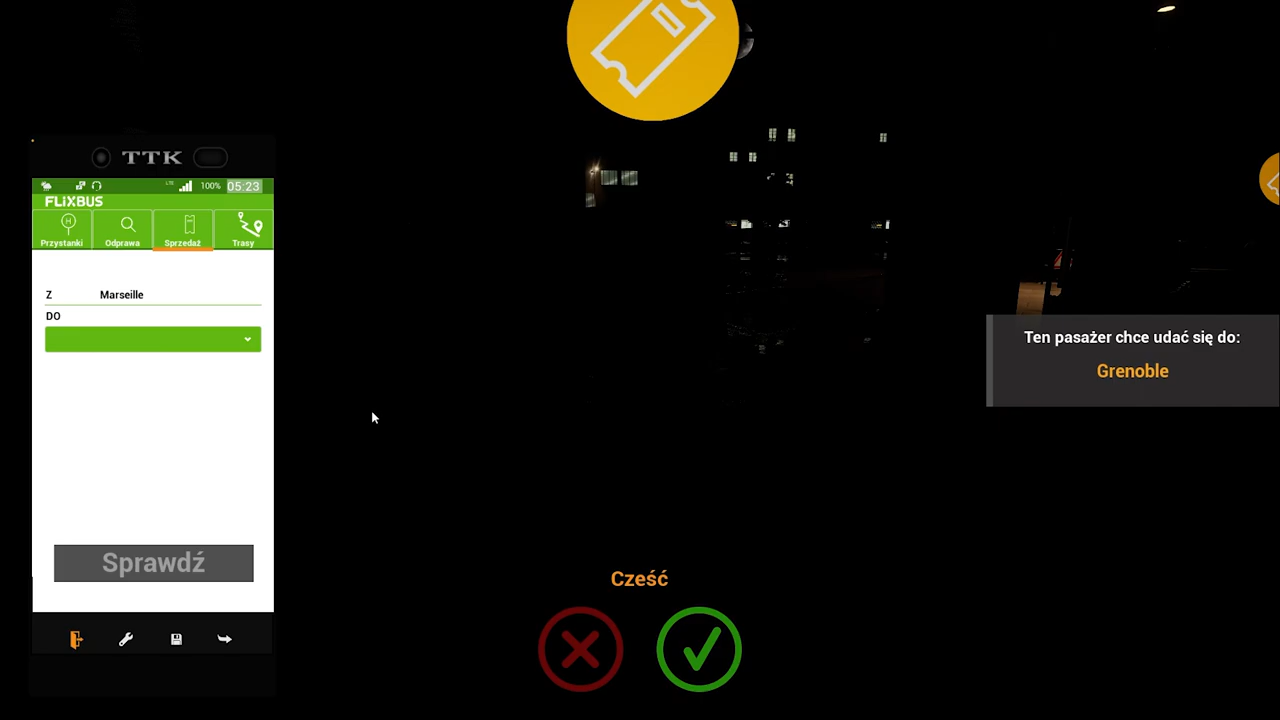 TTK
LTE 100% 05:23
FLiXBUS
Przystanki Odprawa Sprzedaż Trasy
Z Marseille
DO
Sprawdź
Ten pasażer chce udać się do:
Grenoble
Cześć